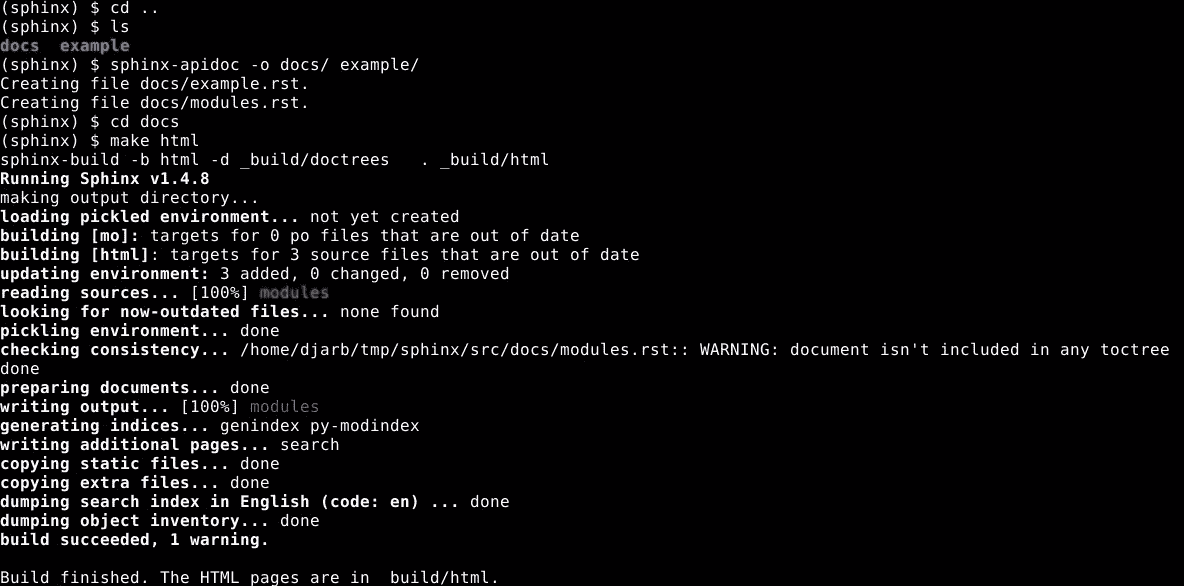 (sphinx) $ cd ..
(sphinx) $ ls
docs  example
(sphinx) $ sphinx-apidoc -o docs/ example/
Creating file docs/example.rst.
Creating file docs/modules.rst.
(sphinx) $ cd docs
(sphinx) $ make html
sphinx-build -b html -d _build/doctrees   . _build/html
Running Sphinx v1.4.8
making output directory...
loading pickled environment... not yet created
building [mo]: targets for 0 po files that are out of date
building [html]: targets for 3 source files that are out of date
updating environment: 3 added, 0 changed, 0 removed
reading sources... [100%] modules
looking for now-outdated files... none found
pickling environment... done
checking consistency... /home/djarb/tmp/sphinx/src/docs/modules.rst:: WARNING: document isn't included in any toctree
done
preparing documents... done
writing output... [100%] modules
generating indices... genindex py-modindex
writing additional pages... search
copying static files... done
copying extra files... done
dumping search index in English (code: en) ... done
dumping object inventory... done
build succeeded, 1 warning.
Build finished. The HTML pages are in  build/html.